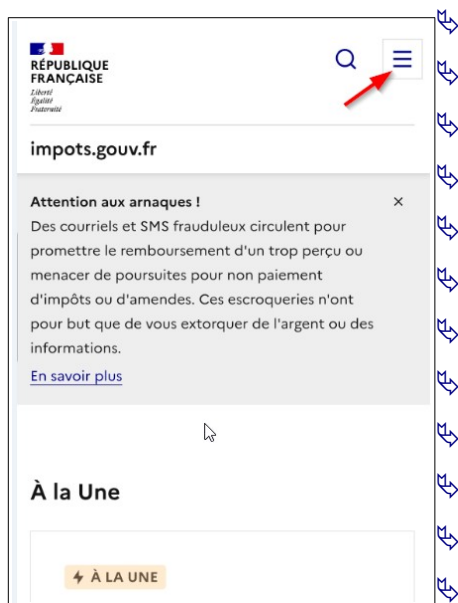 RÉPUBLIQUE
FRANÇAISE
Liberté
Égalité
Fraternité
impots.gouv.fr
Attention aux arnaques !
Des courriels et SMS frauduleux circulent pour
promettre le remboursement d'un trop perçu ou
menacer de poursuites pour non paiement
d'impôts ou d'amendes. Ces escroqueries n'ont
pour but que de vous extorquer de l'argent ou des
informations.
En savoir plus
À la Une
À LA UNE